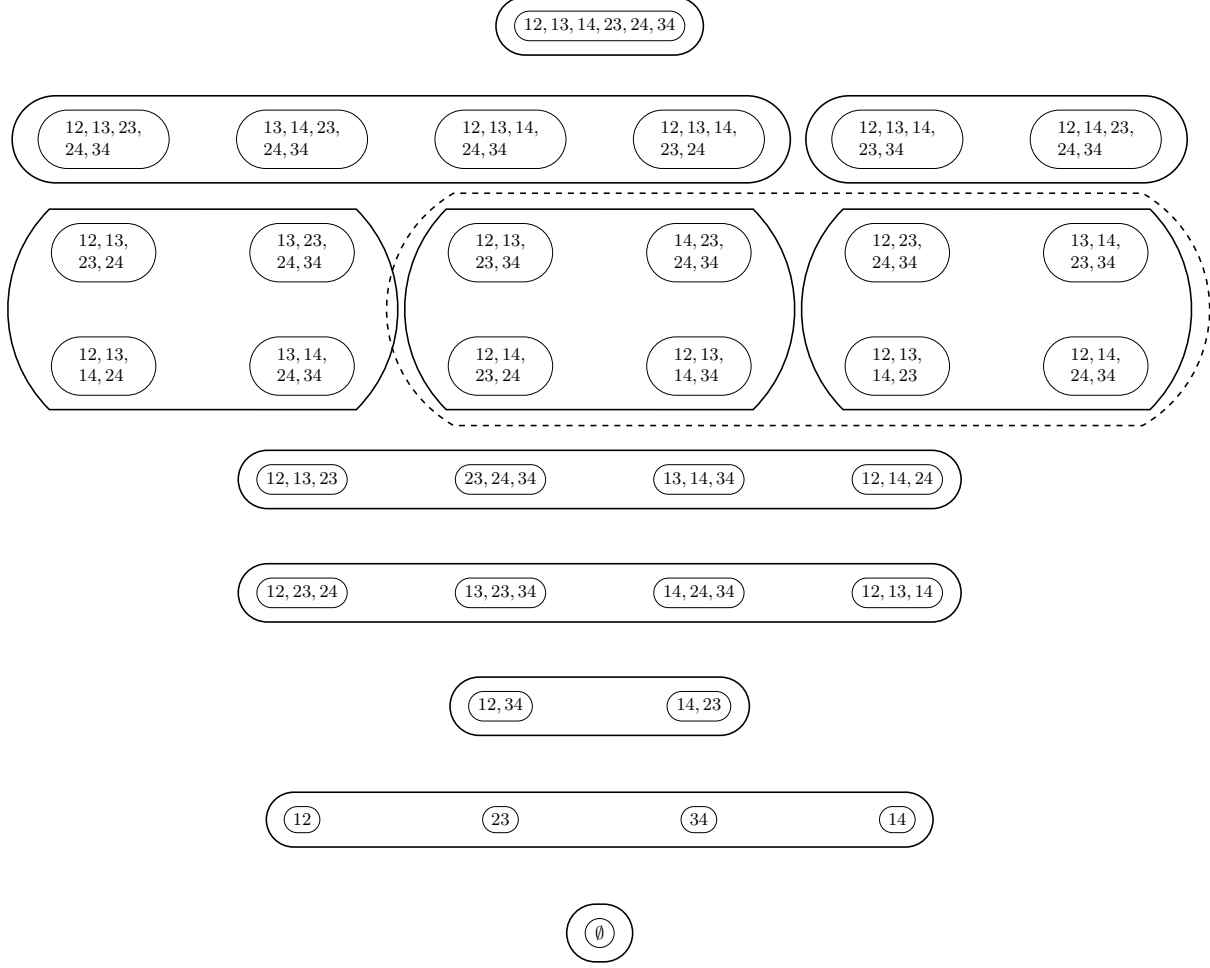 12, 13, 14, 23, 24, 34
12, 13, 23,
24, 34
13, 14, 23,
24, 34
12, 13, 14,
24, 34
12, 13, 14,
23, 24
12, 13, 14,
23, 34
12, 14, 23,
24, 34
12, 13,
23, 24
13, 23,
24, 34
12, 13,
23, 34
14, 23,
24, 34
12, 23,
24, 34
13, 14,
23, 34
12, 13,
14, 24
13, 14,
24, 34
12, 14,
23, 24
12, 13,
14, 34
12, 13,
14, 23
12, 14,
24, 34
12, 13, 23
23, 24, 34
13, 14, 34
12, 14, 24
12, 23, 24
13, 23, 34
14, 24, 34
12, 13, 14
12, 34
14, 23
12
23
34
14
∅